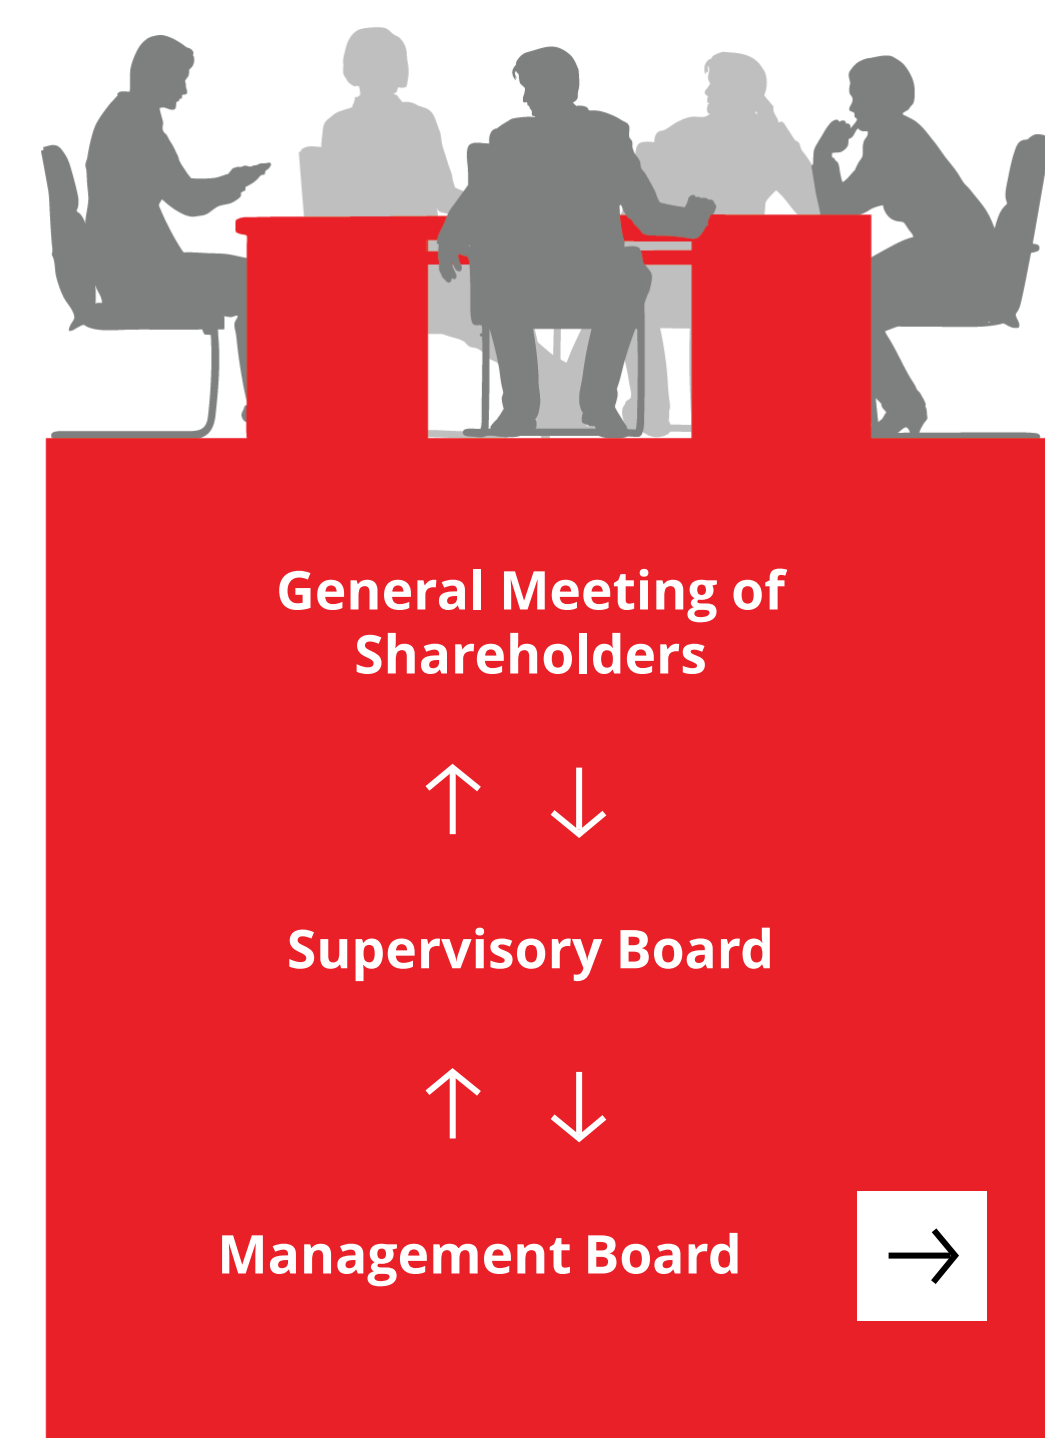 General Meeting of
Shareholders
Supervisory Board
Management Board